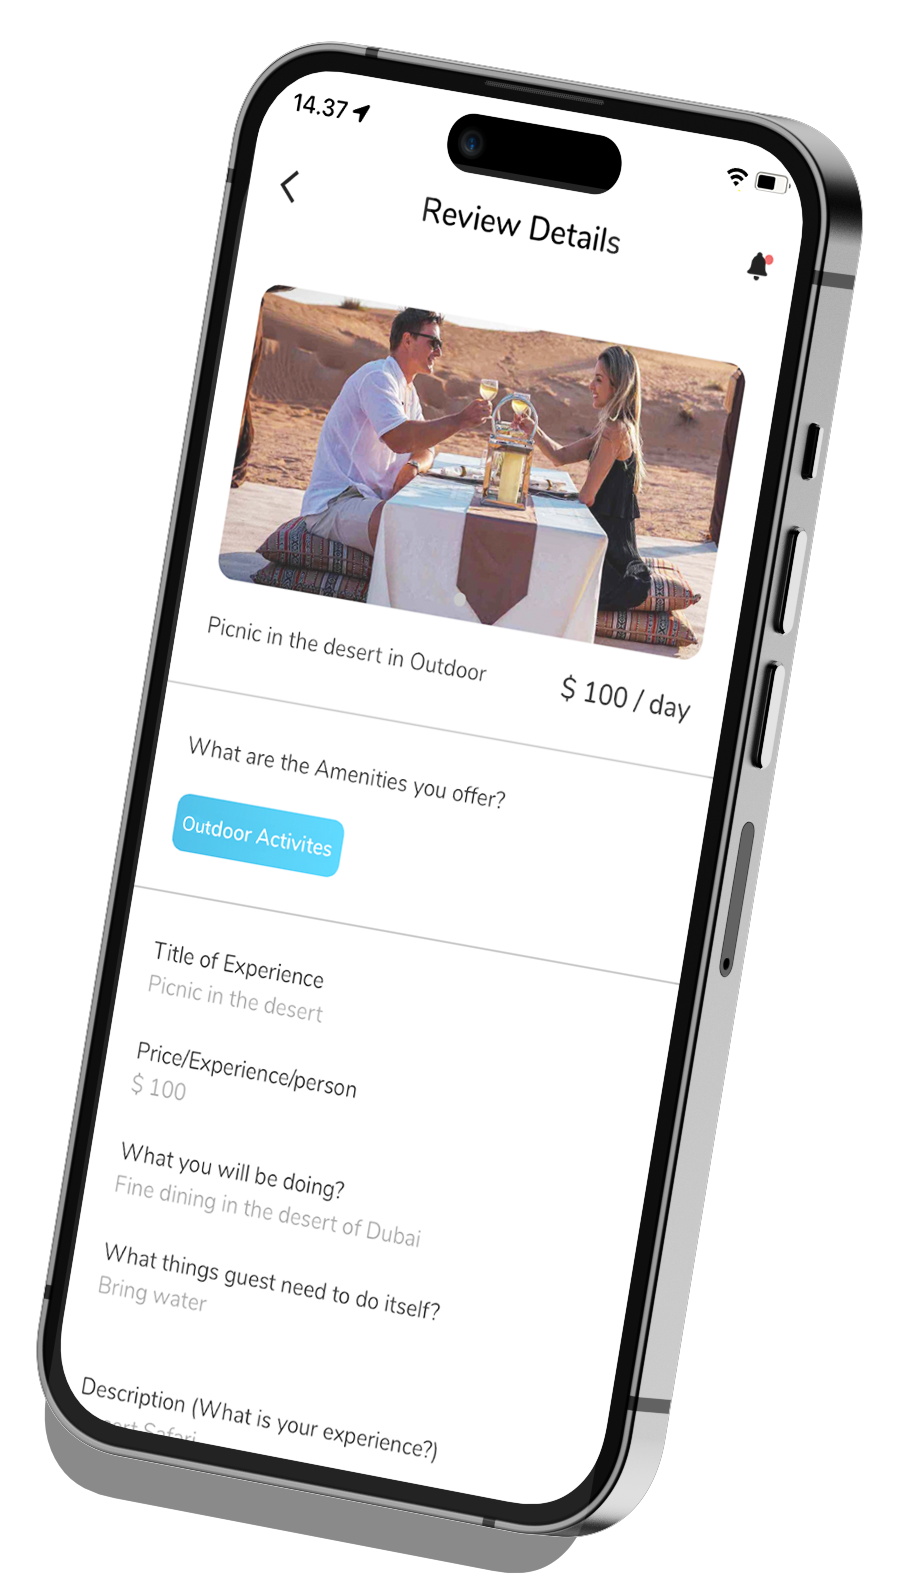 14.37
Review Details
Picnic in the desert in Outdoor
$ 100 / day
What are the Amenities you offer?
Outdoor Activites
Title of Experience
Picnic in the desert
Price/Experience/person
$ 100
What you will be doing?
Fine dining in the desert of Dubai
What things guest need to do itself?
Bring water
Description (What is your experience?)
Safari